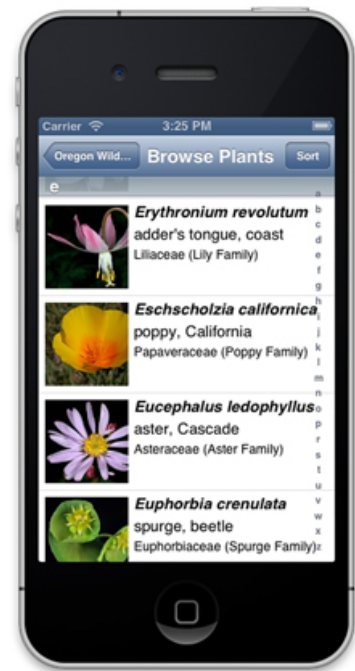 Carrier 3:25 PM
Oregon Wild... Browse Plants Sort
e
Erythronium revolutum
adder's tongue, coast
Liliaceae (Lily Family)
Eschscholzia californica
poppy, California
Papaveraceae (Poppy Family)
Eucephalus ledophyllus
aster, Cascade
Asteraceae (Aster Family)
Euphorbia crenulata
spurge, beetle
Euphorbiaceae (Spurge Family)
a
b
c
d
e
f
g
h
i
j
k
l
m
n
o
p
r
s
t
u
v
w
x
z